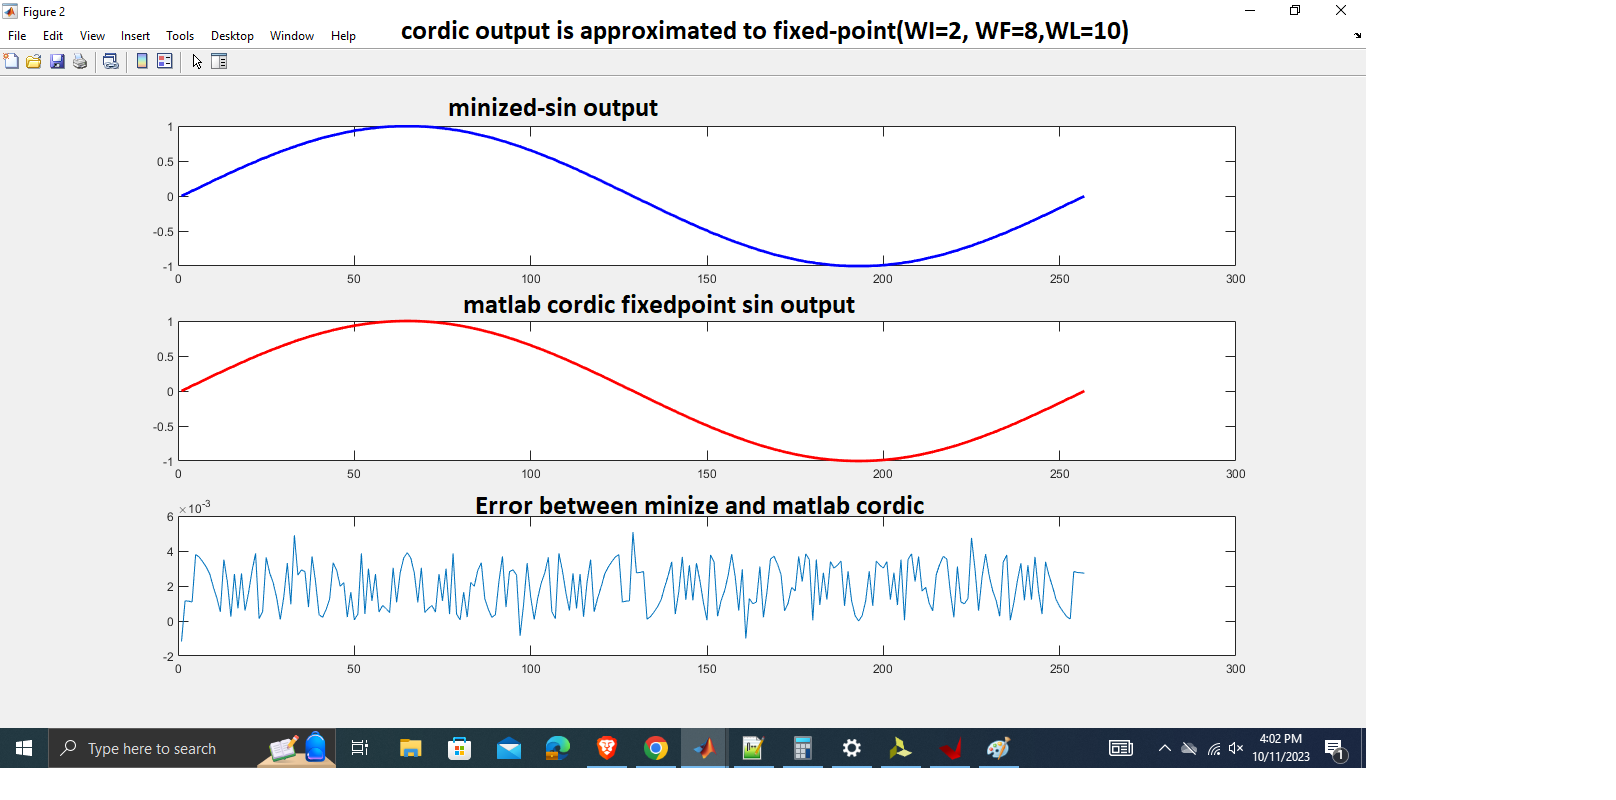 Figure 2
cordic output is approximated to fixed-point(WI=2, WF=8,WL=10)
File Edit View Insert Tools Desktop Window Help
minized-sin output
1
0.5
0
-0.5
-1
0 50 100 150 200 250 300
matlab cordic fixedpoint sin output
1
0.5
0
-0.5
-1
0 50 100 150 200 250 300
Error between minize and matlab cordic
×10-3
6
4
2
0
-2
0 50 100 150 200 250 300
Type here to search
4:02 PM
10/11/2023
1